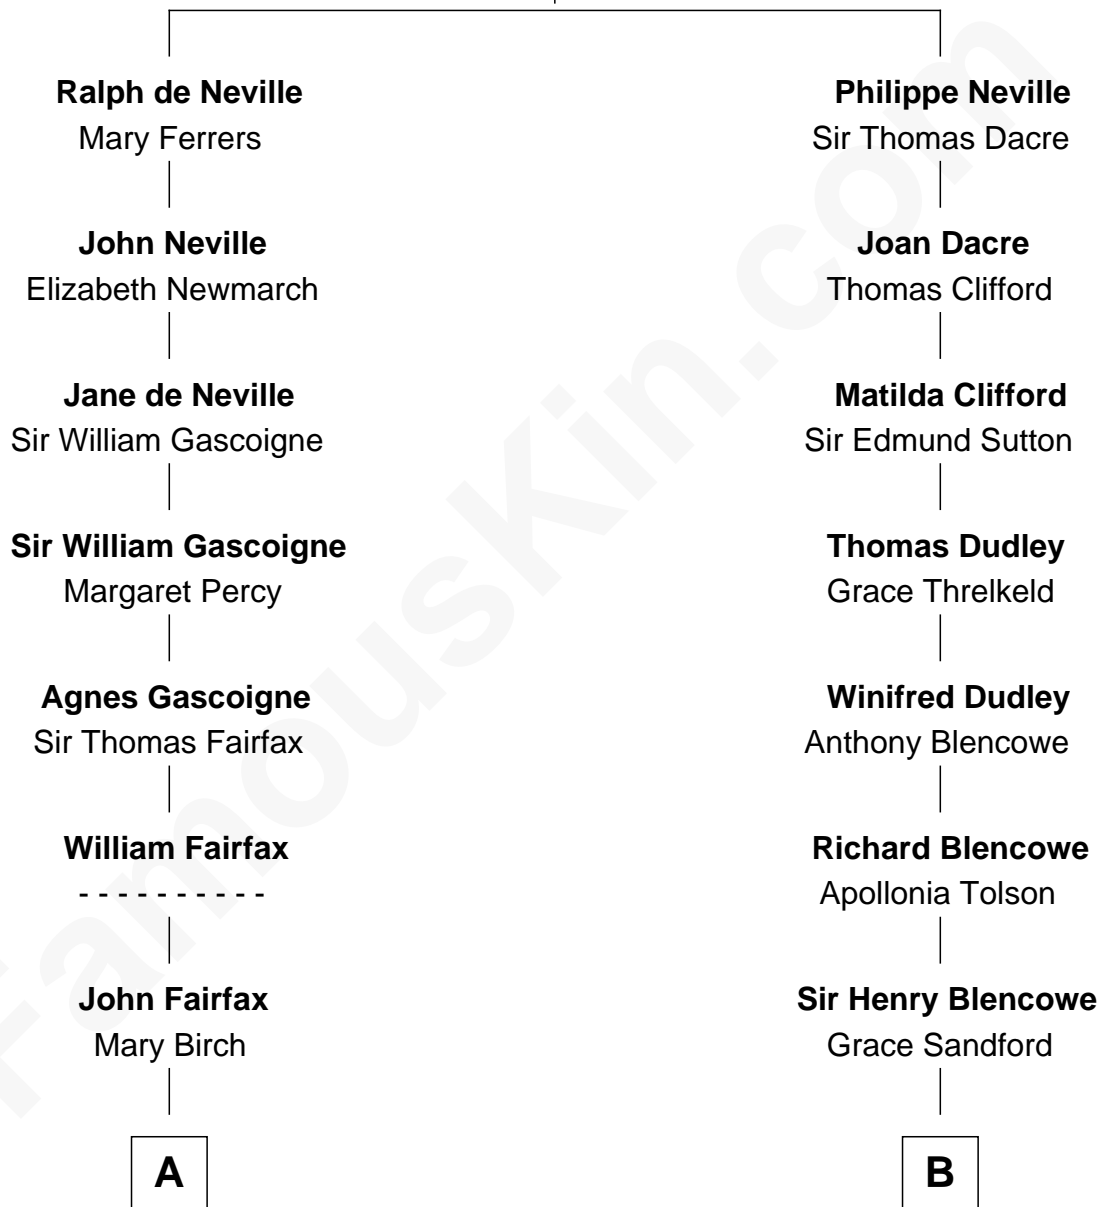 Ralph de Neville
Mary Ferrers
John Neville
Elizabeth Newmarch
Jane de Neville
Sir William Gascoigne
Sir William Gascoigne
Margaret Percy
Agnes Gascoigne
Sir Thomas Fairfax
William Fairfax
- - - - - - - - - -
John Fairfax
Mary Birch
A
Philippe Neville
Sir Thomas Dacre
Joan Dacre
Thomas Clifford
Matilda Clifford
Sir Edmund Sutton
Thomas Dudley
Grace Threlkeld
Winifred Dudley
Anthony Blencowe
Richard Blencowe
Apollonia Tolson
Sir Henry Blencowe
Grace Sandford
B
FamousKin.com